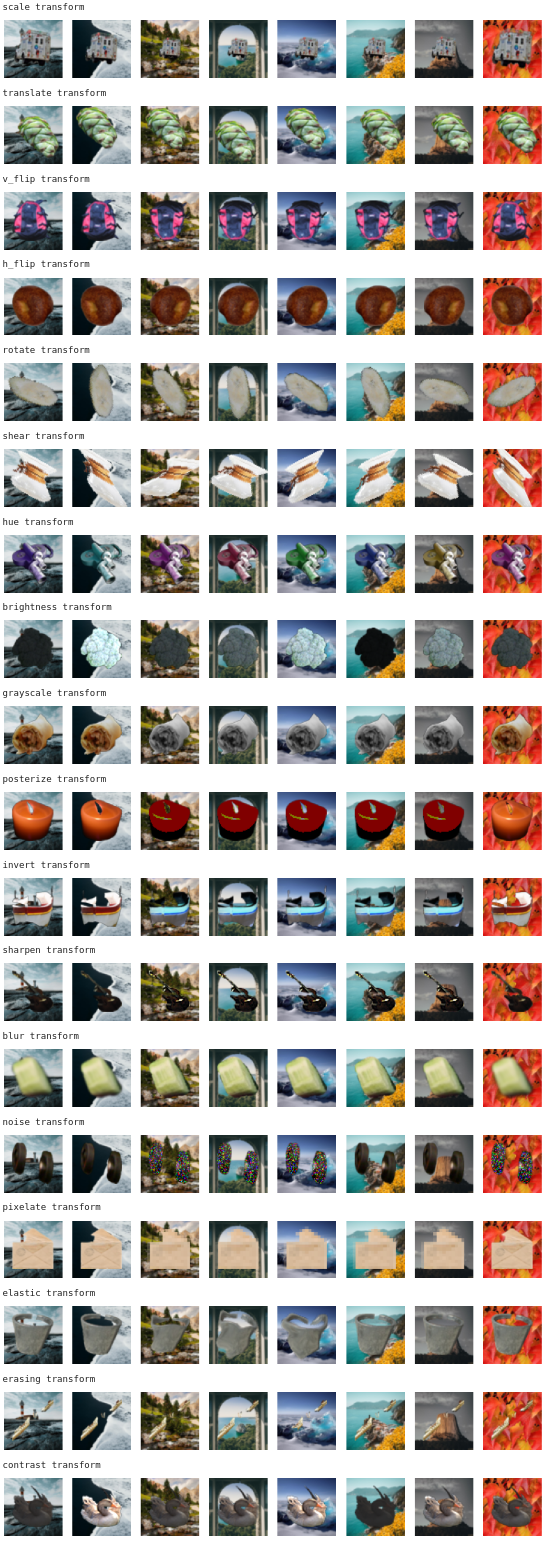 scale transform
translate transform
v_flip transform
h_flip transform
rotate transform
shear transform
hue transform
brightness transform
grayscale transform
posterize transform
invert transform
sharpen transform
blur transform
noise transform
pixelate transform
elastic transform
erasing transform
contrast transform